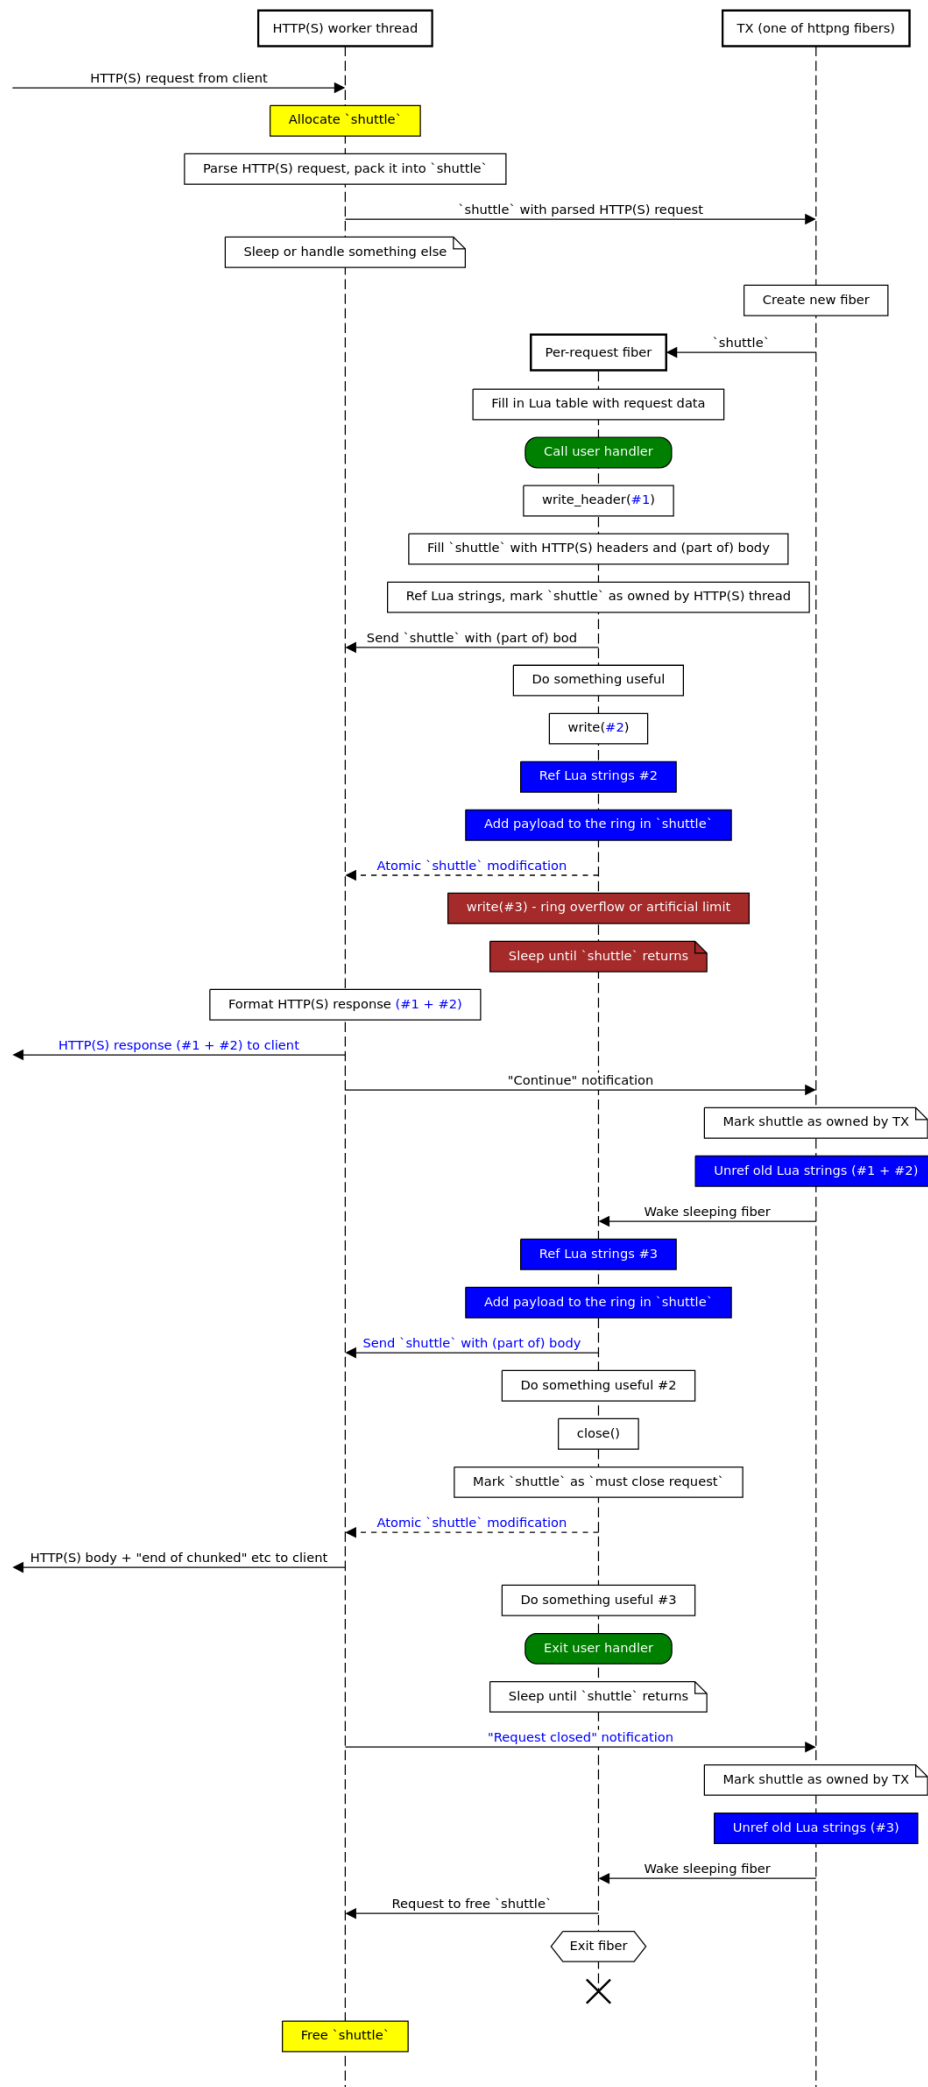 HTTP(S) worker thread
TX (one of httpng fibers)
HTTP(S) request from client
Allocate `shuttle`
Parse HTTP(S) request, pack it into `shuttle`
`shuttle` with parsed HTTP(S) request
Sleep or handle something else
Create new fiber
`shuttle`
Per-request fiber
Fill in Lua table with request data
Call user handler
write_header(#1)
Fill `shuttle` with HTTP(S) headers and (part of) body
Ref Lua strings, mark `shuttle` as owned by HTTP(S) thread
Send `shuttle` with (part of) bod
Do something useful
write(#2)
Ref Lua strings #2
Add payload to the ring in `shuttle`
Atomic `shuttle` modification
write(#3) - ring overflow or artificial limit
Sleep until `shuttle` returns
Format HTTP(S) response (#1 + #2)
HTTP(S) response (#1 + #2) to client
"Continue" notification
Mark shuttle as owned by TX
Unref old Lua strings (#1 + #2)
Wake sleeping fiber
Ref Lua strings #3
Add payload to the ring in `shuttle`
Send `shuttle` with (part of) body
Do something useful #2
close()
Mark `shuttle` as `must close request`
Atomic `shuttle` modification
HTTP(S) body + "end of chunked" etc to client
Do something useful #3
Exit user handler
Sleep until `shuttle` returns
"Request closed" notification
Mark shuttle as owned by TX
Unref old Lua strings (#3)
Wake sleeping fiber
Request to free `shuttle`
Exit fiber
Free `shuttle`